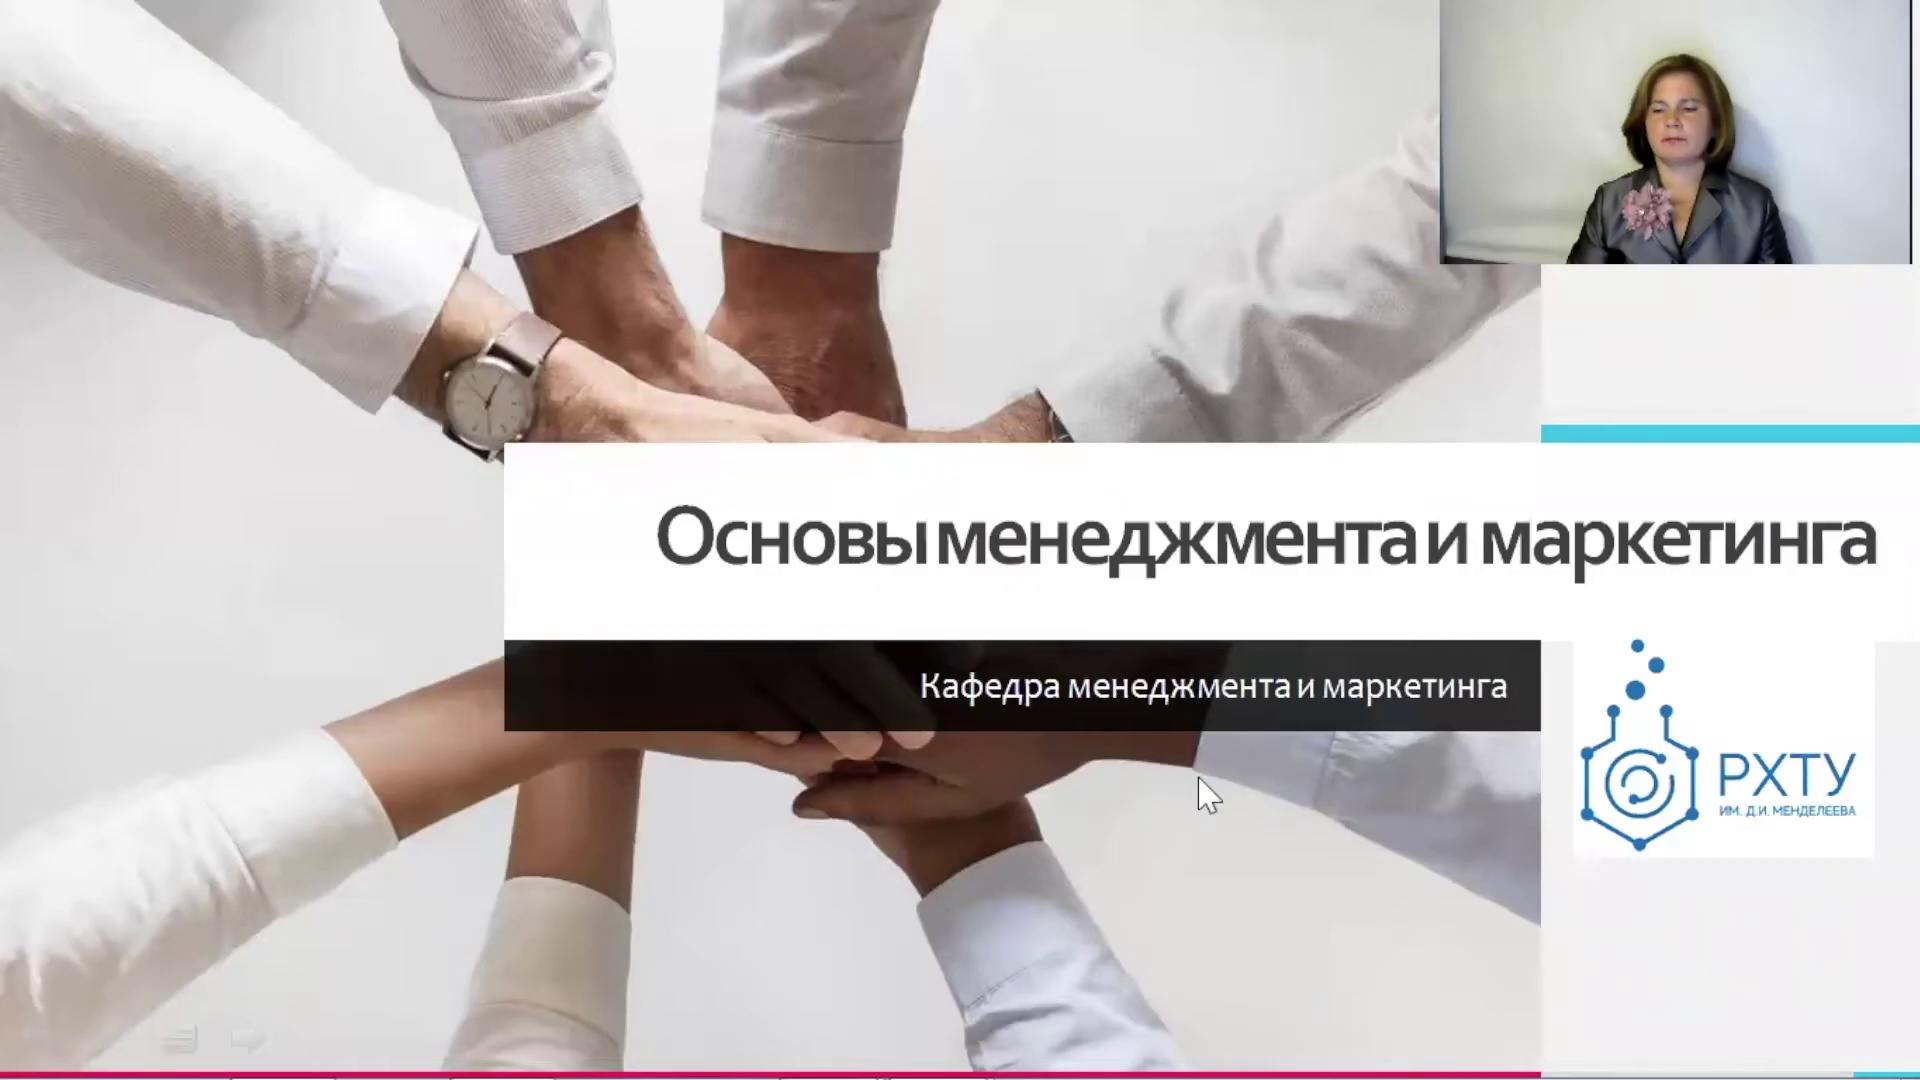 Основы менеджмента и маркетинга
Кафедра менеджмента и маркетинга
РХТУ
ИМ. Д.И. МЕНДЕЛЕЕВА